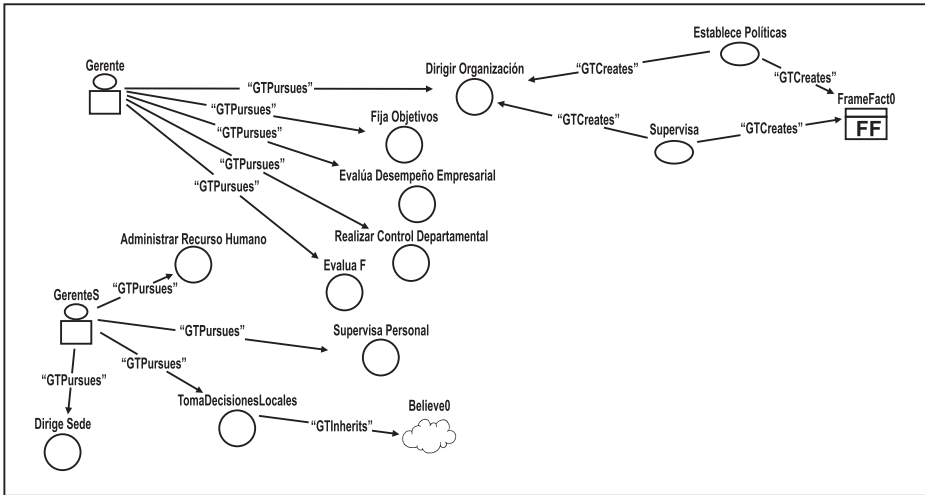 Establece Políticas
Gerente
Dirigir Organización
“GTCreates”
“GTCreates”
“GTPursues”
FrameFact0
FF
“GTPursues”
Fija Objetivos
“GTCreates”
Supervisa
“GTCreates”
“GTPursues”
“GTPursues”
Evalúa Desempeño Empresarial
“GTPursues”
Administrar Recurso Humano
Realizar Control Departamental
Evalua F
GerenteS
“GTPursues”
“GTPursues”
Supervisa Personal
“GTPursues”
“GTPursues”
TomaDecisionesLocales
Believe0
Dirige Sede
“GTInherits”